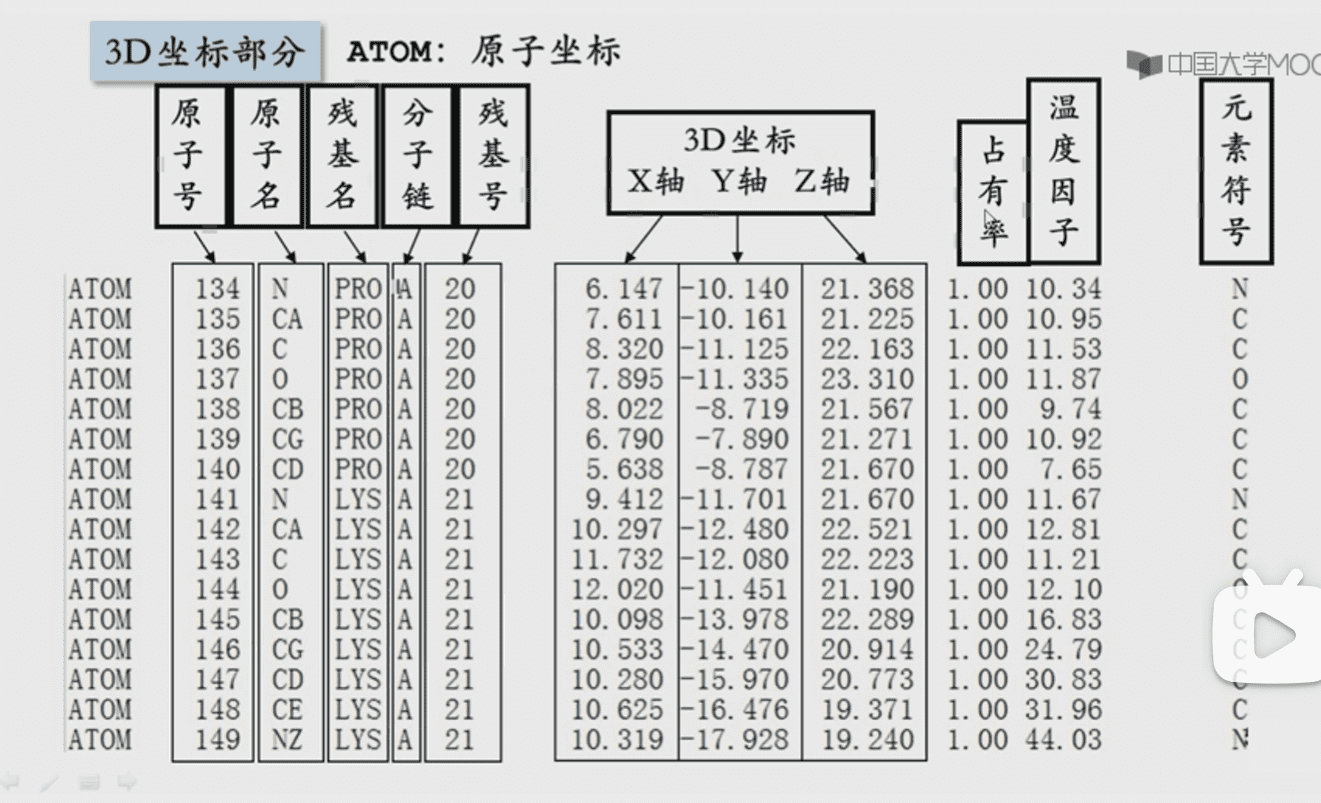 3D坐标部分 ATOM: 原子坐标
中国大学MOO
原子号 原子名 残基名 分子链 残基号 3D坐标 占有率 温度因子 元素符号
X轴 Y轴 Z轴
ATOM 134 N PRO A 20 6.147 -10.140 21.368 1.00 10.34 N
ATOM 135 CA PRO A 20 7.611 -10.161 21.225 1.00 10.95 C
ATOM 136 C PRO A 20 8.320 -11.125 22.163 1.00 11.53 C
ATOM 137 O PRO A 20 7.895 -11.335 23.310 1.00 11.87 O
ATOM 138 CB PRO A 20 8.022 -8.719 21.567 1.00 9.74 C
ATOM 139 CG PRO A 20 6.790 -7.890 21.271 1.00 10.92 C
ATOM 140 CD PRO A 20 5.638 -8.787 21.670 1.00 7.65 C
ATOM 141 N LYS A 21 9.412 -11.701 21.670 1.00 11.67 N
ATOM 142 CA LYS A 21 10.297 -12.480 22.521 1.00 12.81 C
ATOM 143 C LYS A 21 11.732 -12.080 22.223 1.00 11.21 C
ATOM 144 O LYS A 21 12.020 -11.451 21.190 1.00 12.10 O
ATOM 145 CB LYS A 21 10.098 -13.978 22.289 1.00 16.83 C
ATOM 146 CG LYS A 21 10.533 -14.470 20.914 1.00 24.79 C
ATOM 147 CD LYS A 21 10.280 -15.970 20.773 1.00 30.83 C
ATOM 148 CE LYS A 21 10.625 -16.476 19.371 1.00 31.96 C
ATOM 149 NZ LYS A 21 10.319 -17.928 19.240 1.00 44.03 N